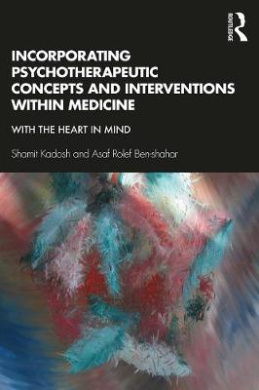 Routledge
INCORPORATING
PSYCHOTHERAPEUTIC
CONCEPTS AND INTERVENTIONS
WITHIN MEDICINE
WITH THE HEART IN MIND
Shamit Kadosh and Asaf Rolef Ben-shahar